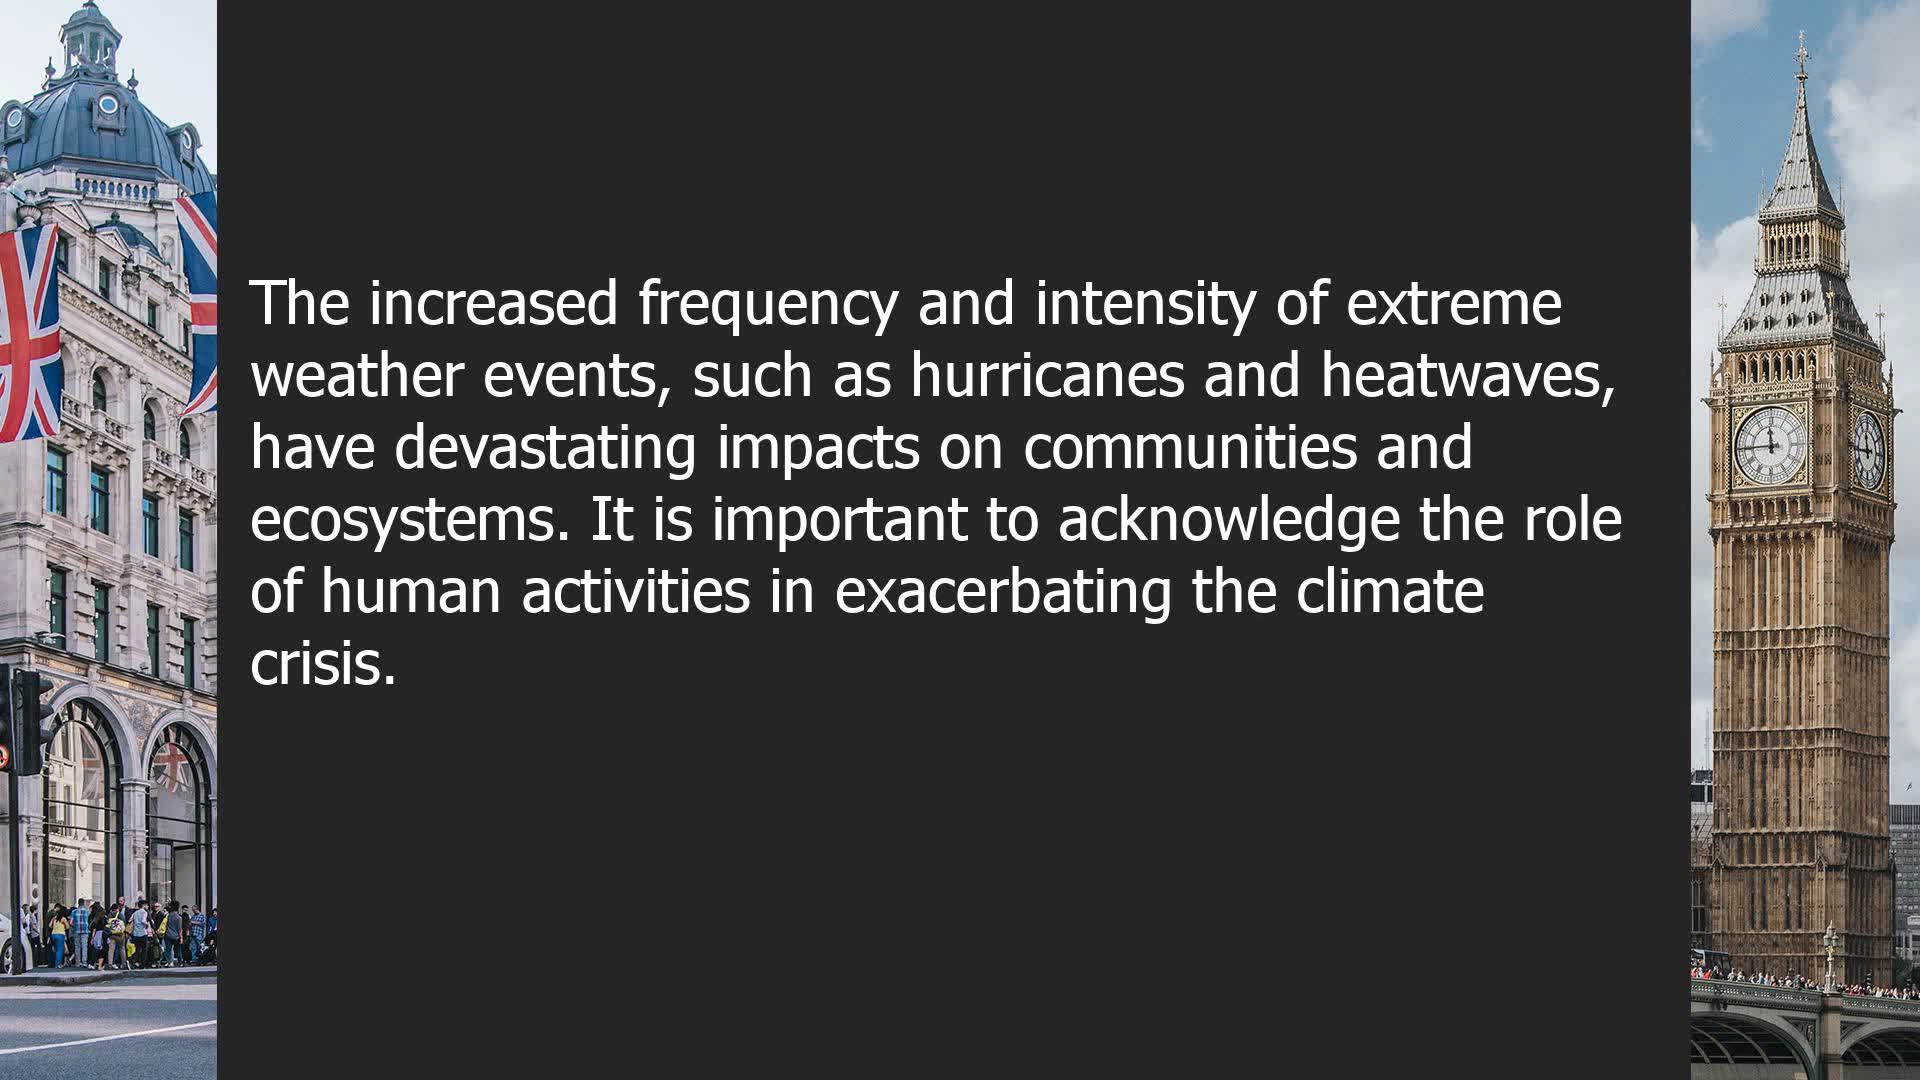 The increased frequency and intensity of extreme
weather events, such as hurricanes and heatwaves,
have devastating impacts on communities and
ecosystems. It is important to acknowledge the role
of human activities in exacerbating the climate
crisis.